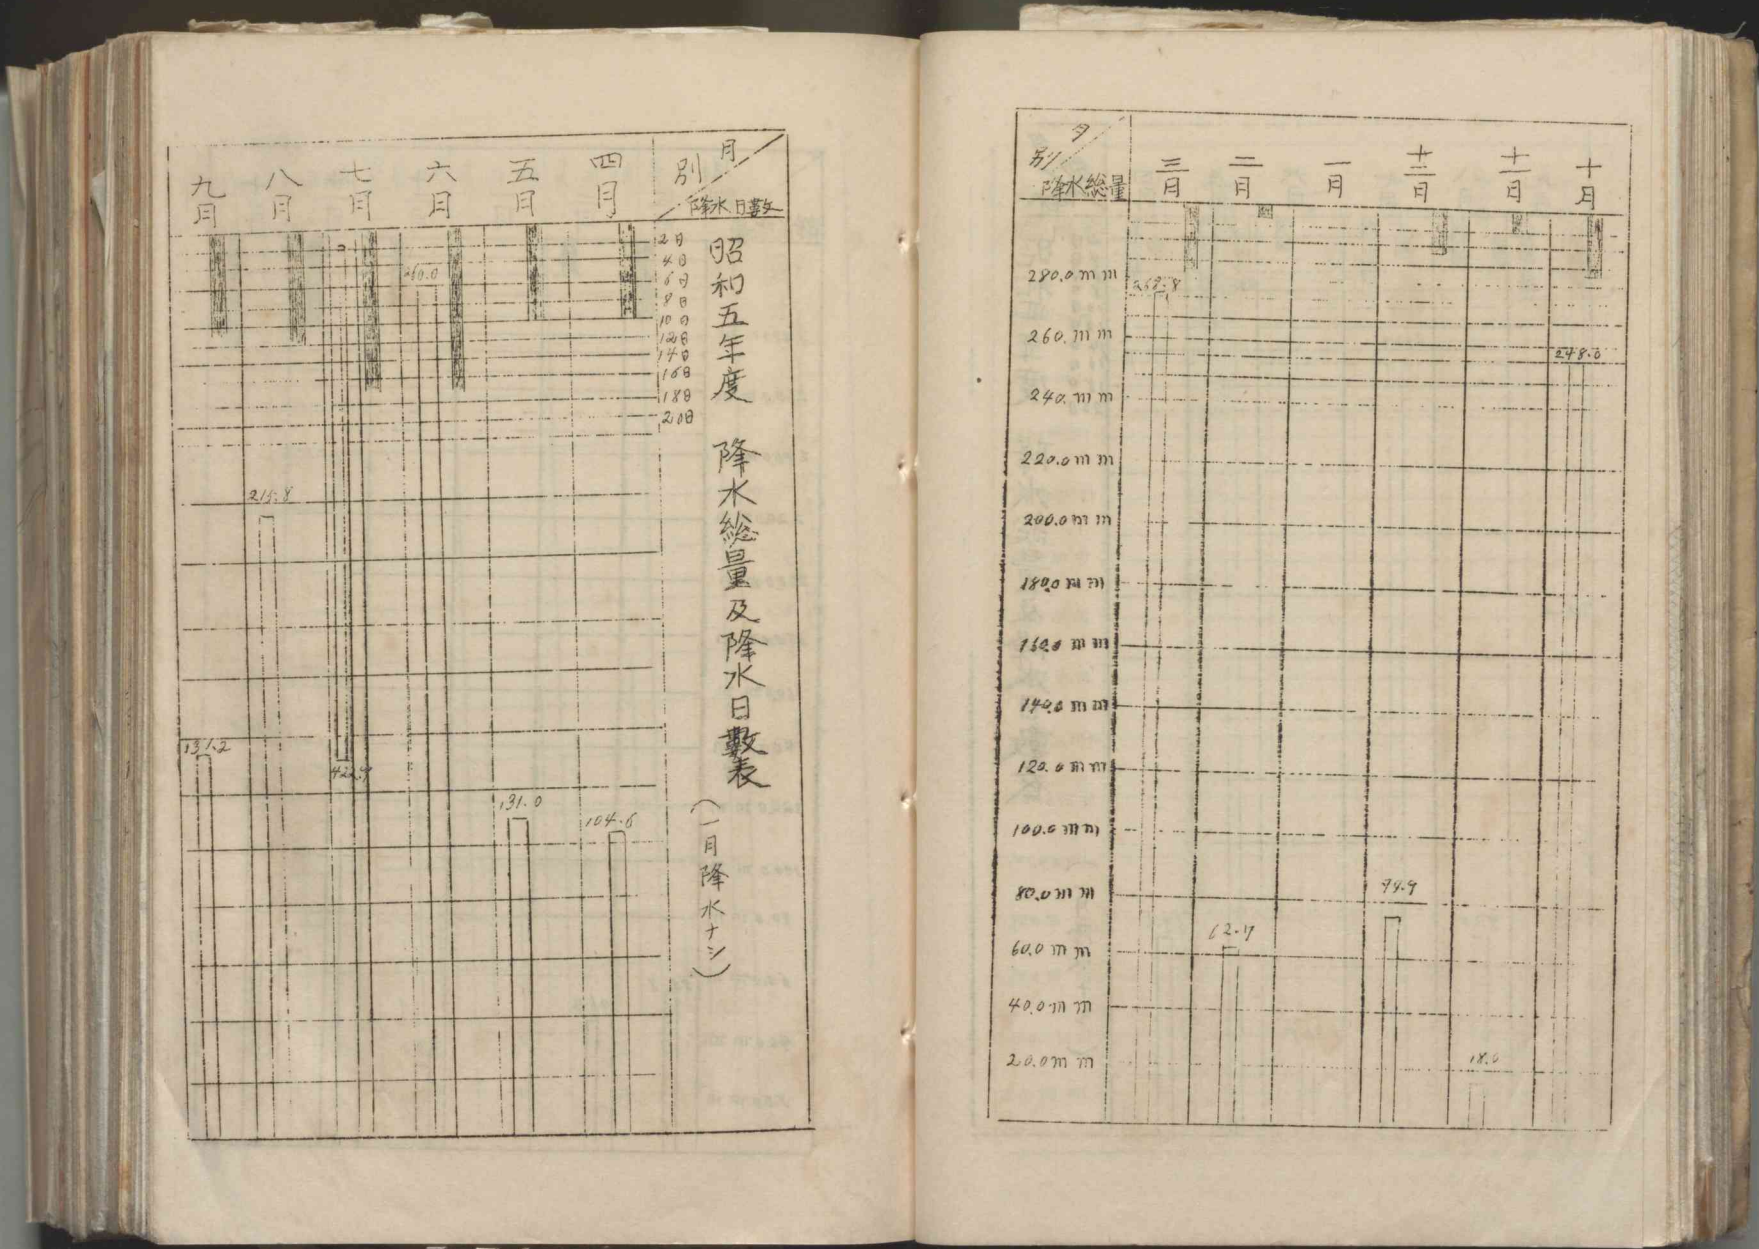 月
別
降水日數
四月
五月
六月
七月
八月
九月
昭和五年度 降水総量及降水日數表
(一月降水ナシ)
2日
4日
6日
8日
10日
12日
14日
16日
18日
20日
260.0
215.8
131.2
131.0
104.6
十月
十一月
十二月
一月
二月
三月
別
降水総量
280.0mm
260.mm
240.mm
220.0mm
200.0mm
180.0mm
160.0mm
140.0mm
120.0mm
100.0mm
80.0mm
60.0mm
40.0mm
20.0mm
248.0
18.0